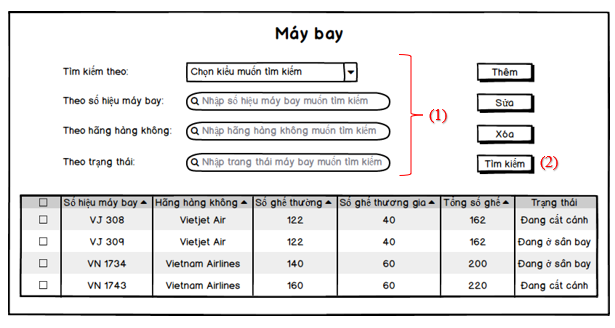 Máy bay
Tìm kiếm theo: Chọn kiểu muốn tìm kiếm Thêm
Theo số hiệu máy bay: Nhập số hiệu máy bay muốn tìm kiếm Sửa
(1)
Theo hãng hàng không: Nhập hãng hàng không muốn tìm kiếm Xóa
Theo trạng thái: Nhập trạng thái máy bay muốn tìm kiếm Tìm kiếm (2)
Số hiệu máy bay Hãng hàng không Số ghế thường Số ghế thương gia Tổng số ghế Trạng thái
VJ 308 Vietjet Air 122 40 162 Đang cất cánh
VJ 309 Vietjet Air 122 40 162 Đang ở sân bay
VN 1734 Vietnam Airlines 140 60 200 Đang ở sân bay
VN 1743 Vietnam Airlines 160 60 220 Đang cất cánh